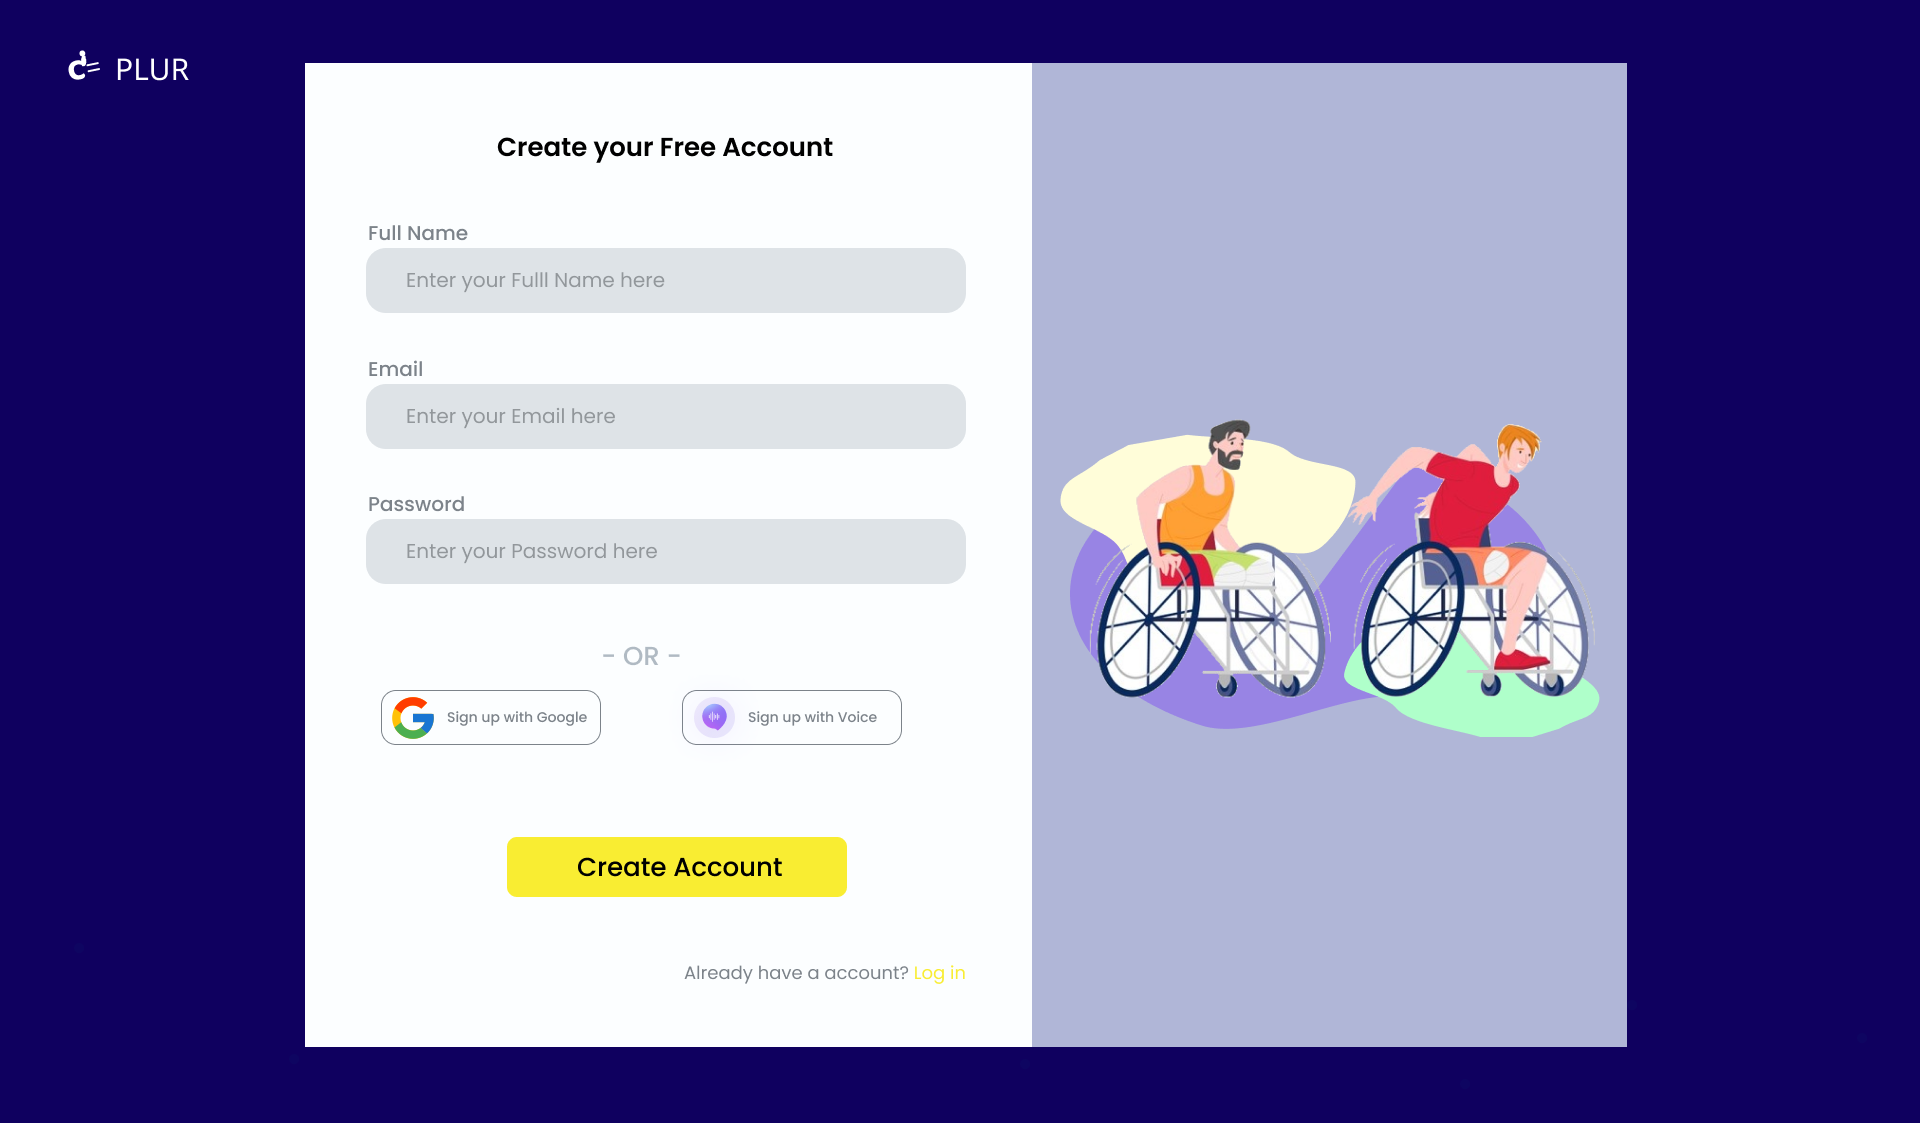 PLUR
Create your Free Account
Full Name
Enter your Fulll Name here
Email
Enter your Email here
Password
Enter your Password here
- OR -
Sign up with Google
Sign up with Voice
Create Account
Already have a account? Log in